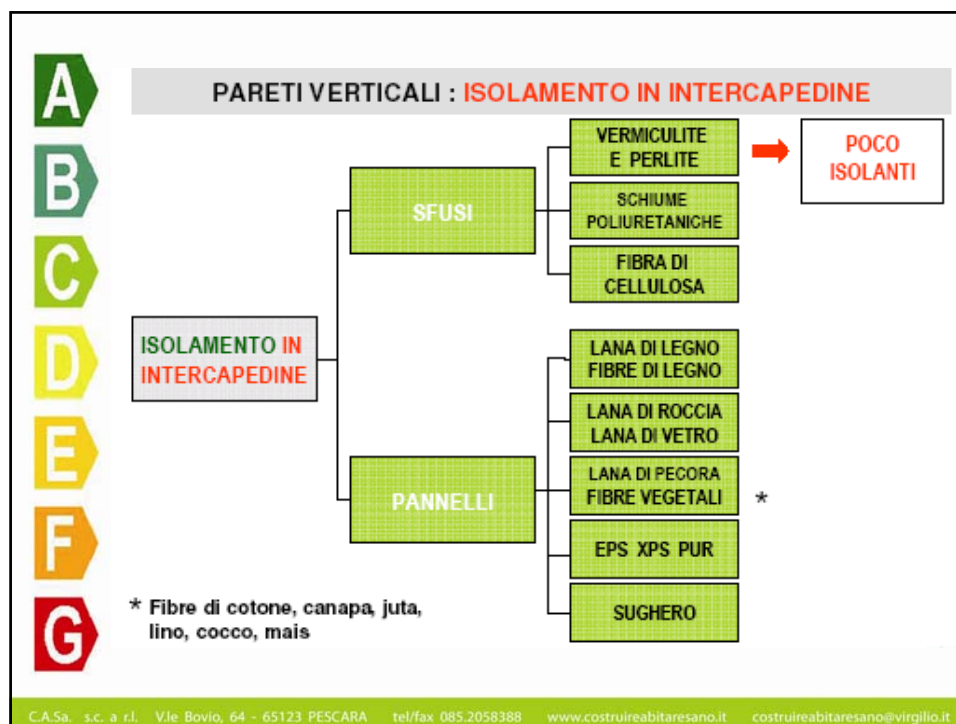 A
B
C
D
E
F
G
PARETI VERTICALI : ISOLAMENTO IN INTERCAPEDINE
ISOLAMENTO IN
INTERCAPEDINE
SFUSI
VERMICULITE
E PERLITE
POCO
ISOLANTI
SCHIUME
POLIURETANICHE
FIBRA DI
CELLULOSA
PANNELLI
LANA DI LEGNO
FIBRE DI LEGNO
LANA DI ROCCIA
LANA DI VETRO
LANA DI PECORA
FIBRE VEGETALI *
EPS XPS PUR
SUGHERO
* Fibre di cotone, canapa, juta,
lino, cocco, mais
C.A.Sa. s.c. a r.l. V.le Bovio, 64 - 65123 PESCARA tel/fax 085.2058388 www.costruireabitaresano.it costruireabitaresano@virgilio.it